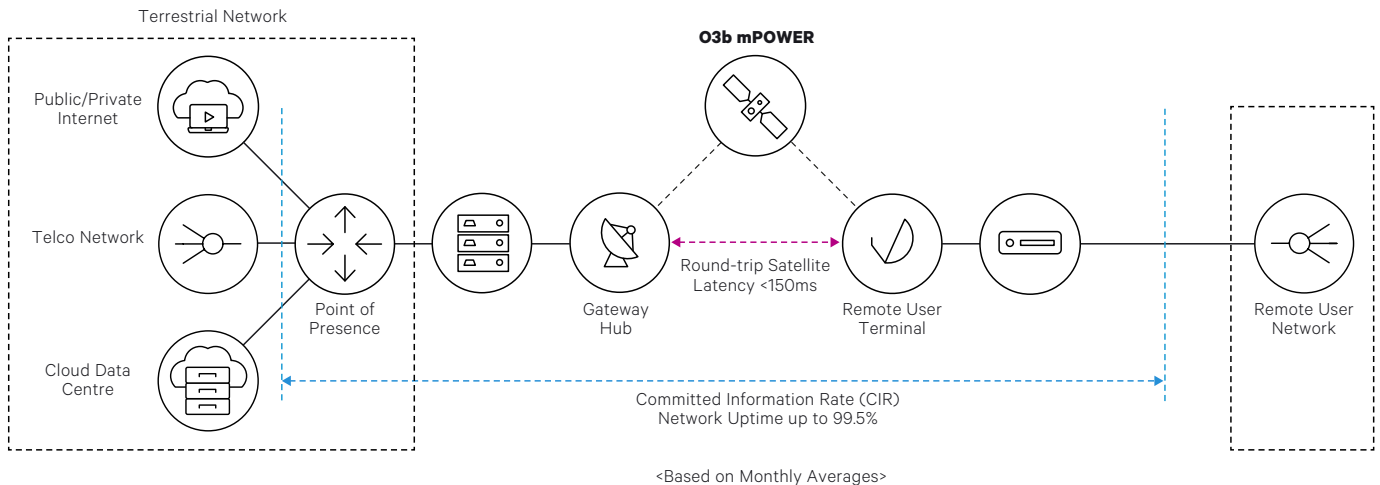 Terrestrial Network
O3b mPOWER
Public/Private
Internet
Telco Network
Point of
Presence
Gateway
Hub
Round-trip Satellite
Latency <150ms
Remote User
Terminal
Remote User
Network
Cloud Data
Centre
Committed Information Rate (CIR)
Network Uptime up to 99.5%
<Based on Monthly Averages>